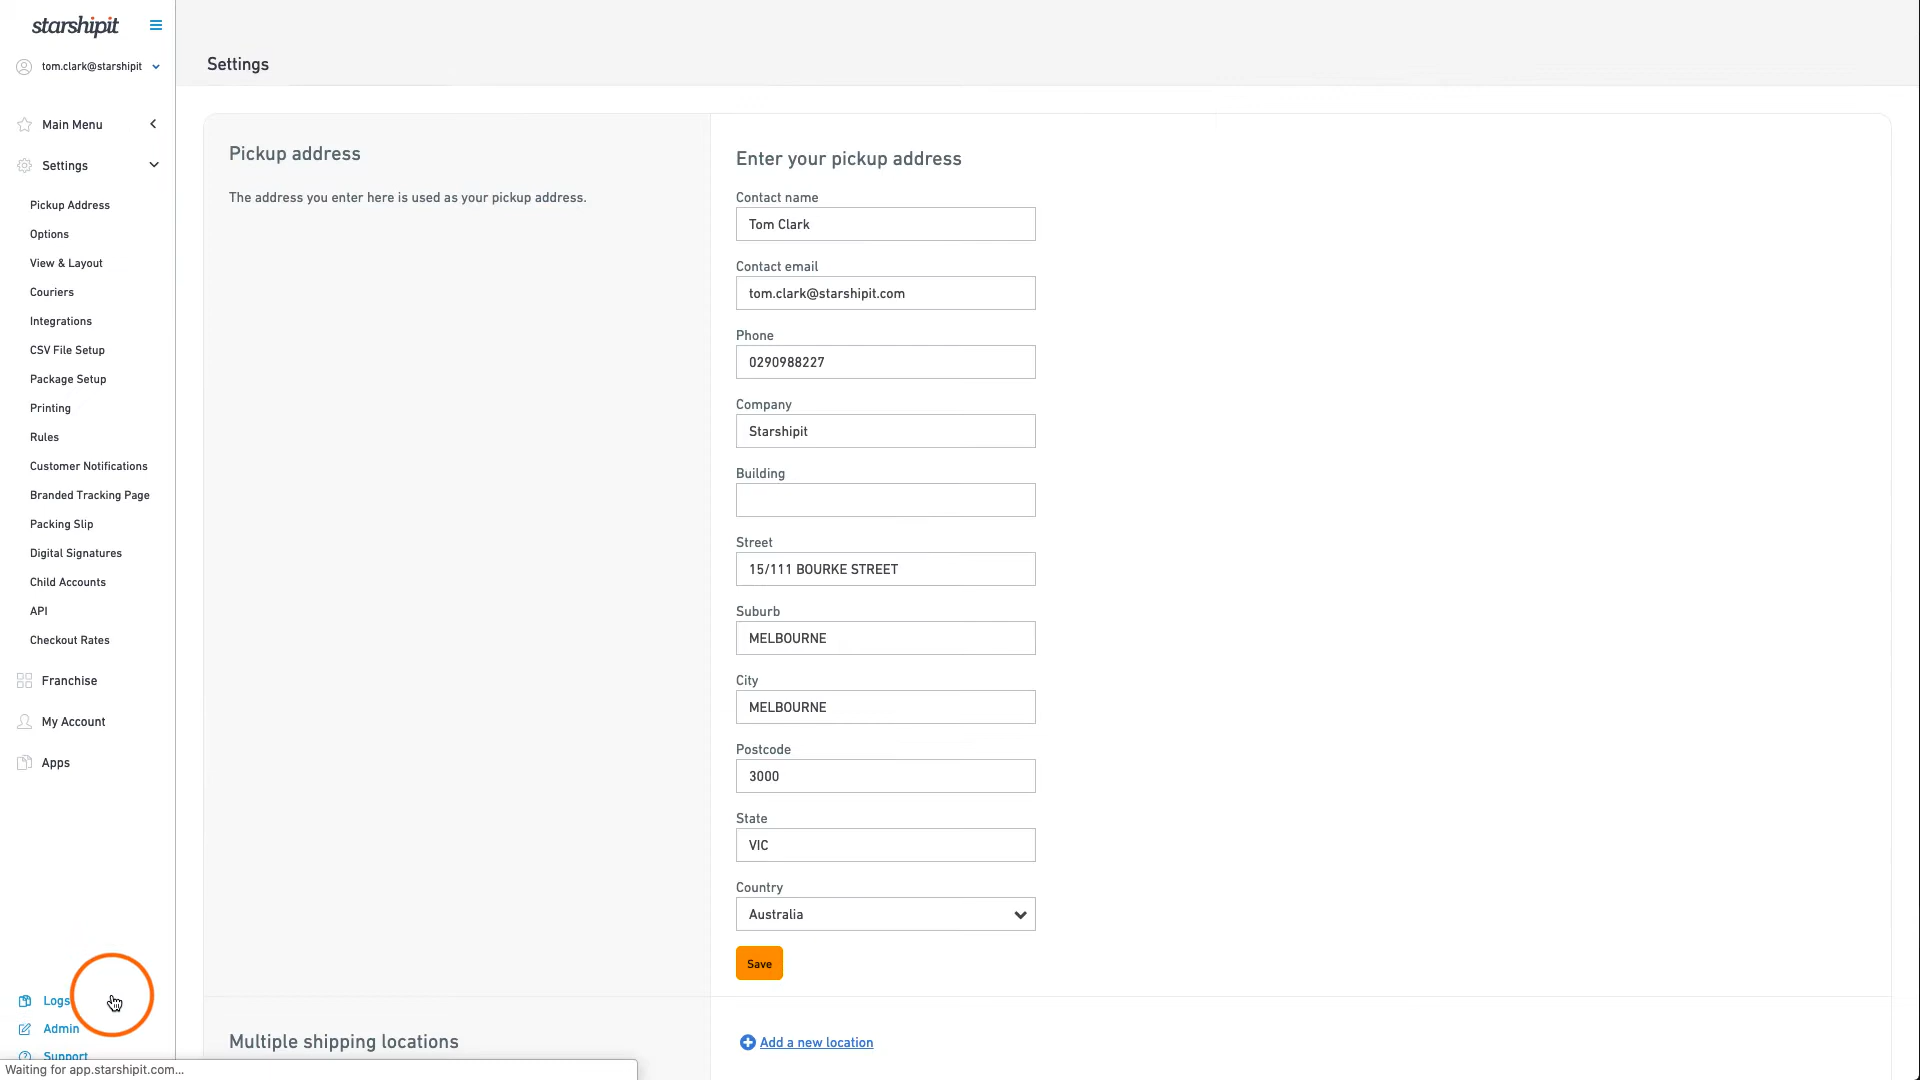 starshipit
tom.clark@starshipit
Main Menu
Settings
Pickup Address
Options
View & Layout
Couriers
Integrations
CSV File Setup
Package Setup
Printing
Rules
Customer Notifications
Branded Tracking Page
Packing Slip
Digital Signatures
Child Accounts
API
Checkout Rates
Franchise
My Account
Apps
Logs
Admin
Support
Waiting for app.starshipit.com...
Settings
Pickup address
The address you enter here is used as your pickup address.
Enter your pickup address
Contact name
Tom Clark
Contact email
tom.clark@starshipit.com
Phone
0290988227
Company
Starshipit
Building
Street
15/111 BOURKE STREET
Suburb
MELBOURNE
City
MELBOURNE
Postcode
3000
State
VIC
Country
Australia
Save
Multiple shipping locations
Add a new location